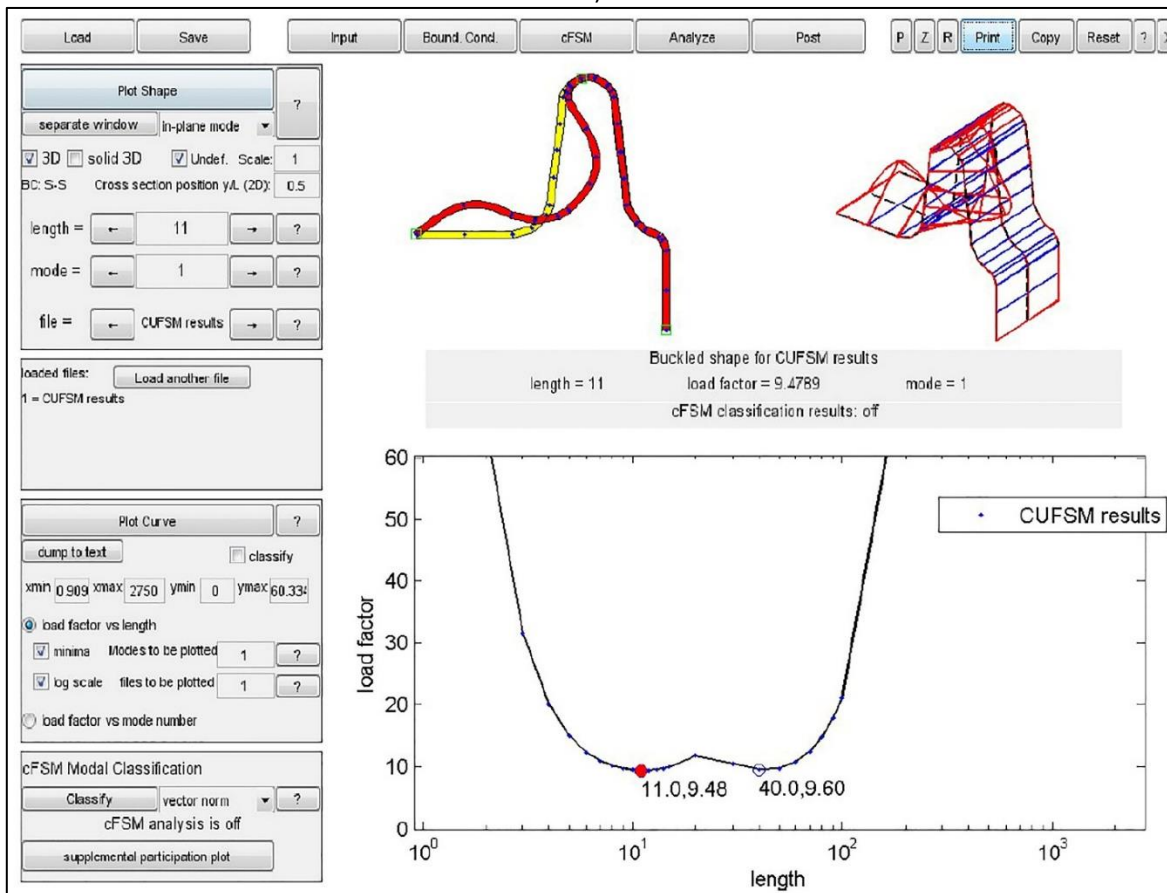 Load Save Input Bound. Cond. cFSM Analyze Post P Z R Print Copy Reset ?
Plot Shape ?
separate window in-plane mode
3D solid 3D Undef. Scale: 1
BC: S-S Cross section position y/L (2D): 0.5
length = ← 11 → ?
mode = ← 1 → ?
file = ← CUFSM results → ?
loaded files: Load another file
1 = CUFSM results
Buckled shape for CUFSM results
length = 11 load factor = 9.4789 mode = 1
cFSM classification results: off
Plot Curve ?
dump to text classify
xmin 0.909 xmax 2750 ymin 0 ymax 60.334
load factor vs length
minima Modes to be plotted 1 ?
log scale files to be plotted 1 ?
load factor vs mode number
cFSM Modal Classification
Classify vector norm ?
cFSM analysis is off
supplemental participation plot
60
50
40
30
20
10
0
load factor
CUFSM results
11.0,9.48 40.0,9.60
10⁰ 10¹ 10² 10³
length